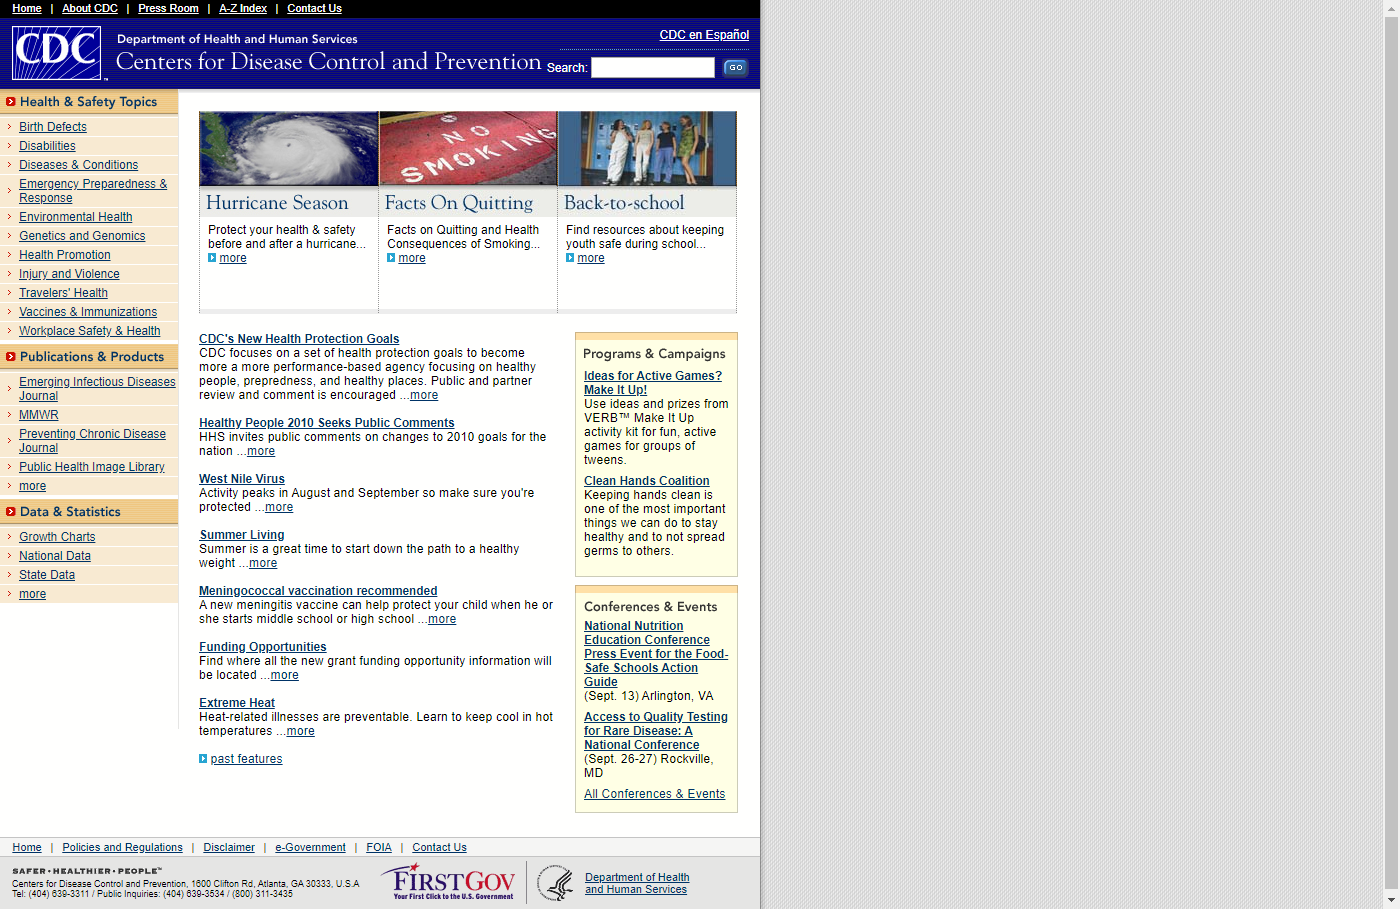 Home | About CDC | Press Room | A-Z Index | Contact Us
CDC
™
Department of Health and Human Services
Centers for Disease Control and Prevention
CDC en Español
Search:
GO
Health & Safety Topics
Birth Defects
Disabilities
Diseases & Conditions
Emergency Preparedness &
Response
Environmental Health
Genetics and Genomics
Health Promotion
Injury and Violence
Travelers' Health
Vaccines & Immunizations
Workplace Safety & Health
Publications & Products
Emerging Infectious Diseases
Journal
MMWR
Preventing Chronic Disease
Journal
Public Health Image Library
more
Data & Statistics
Growth Charts
National Data
State Data
more
Hurricane Season
Protect your health & safety
before and after a hurricane...
more
NO
SMOKING
Facts On Quitting
Facts on Quitting and Health
Consequences of Smoking...
more
Back-to-school
Find resources about keeping
youth safe during school...
more
CDC's New Health Protection Goals
CDC focuses on a set of health protection goals to become
more a more performance-based agency focusing on healthy
people, prepredness, and healthy places. Public and partner
review and comment is encouraged ...more
Healthy People 2010 Seeks Public Comments
HHS invites public comments on changes to 2010 goals for the
nation ...more
West Nile Virus
Activity peaks in August and September so make sure you're
protected ...more
Summer Living
Summer is a great time to start down the path to a healthy
weight ...more
Meningococcal vaccination recommended
A new meningitis vaccine can help protect your child when he or
she starts middle school or high school ...more
Funding Opportunities
Find where all the new grant funding opportunity information will
be located ...more
Extreme Heat
Heat-related illnesses are preventable. Learn to keep cool in hot
temperatures ...more
past features
Programs & Campaigns
Ideas for Active Games?
Make It Up!
Use ideas and prizes from
VERB™ Make It Up
activity kit for fun, active
games for groups of
tweens.
Clean Hands Coalition
Keeping hands clean is
one of the most important
things we can do to stay
healthy and to not spread
germs to others.
Conferences & Events
National Nutrition
Education Conference
Press Event for the Food-
Safe Schools Action
Guide
(Sept. 13) Arlington, VA
Access to Quality Testing
for Rare Disease: A
National Conference
(Sept. 26-27) Rockville,
MD
All Conferences & Events
Home | Policies and Regulations | Disclaimer | e-Government | FOIA | Contact Us
SAFER•HEALTHIER•PEOPLE™
Centers for Disease Control and Prevention, 1600 Clifton Rd, Atlanta, GA 30333, U.S.A
Tel: (404) 639-3311 / Public Inquiries: (404) 639-3534 / (800) 311-3435
FIRSTGOV
Your First Click to the U.S. Government
Department of Health
and Human Services